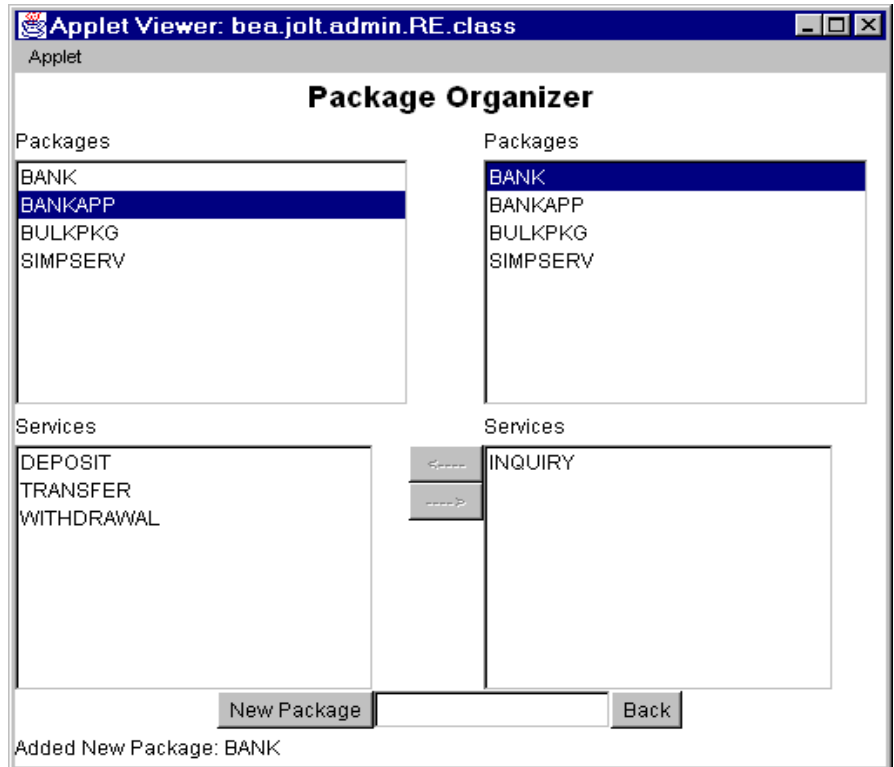 Applet Viewer: bea.jolt.admin.RE.class
Applet
Package Organizer
Packages
BANK
BANKAPP
BULKPKG
SIMPSERV
Packages
BANK
BANKAPP
BULKPKG
SIMPSERV
Services
DEPOSIT
TRANSFER
WITHDRAWAL
<----
---->
Services
INQUIRY
New Package
Back
Added New Package: BANK